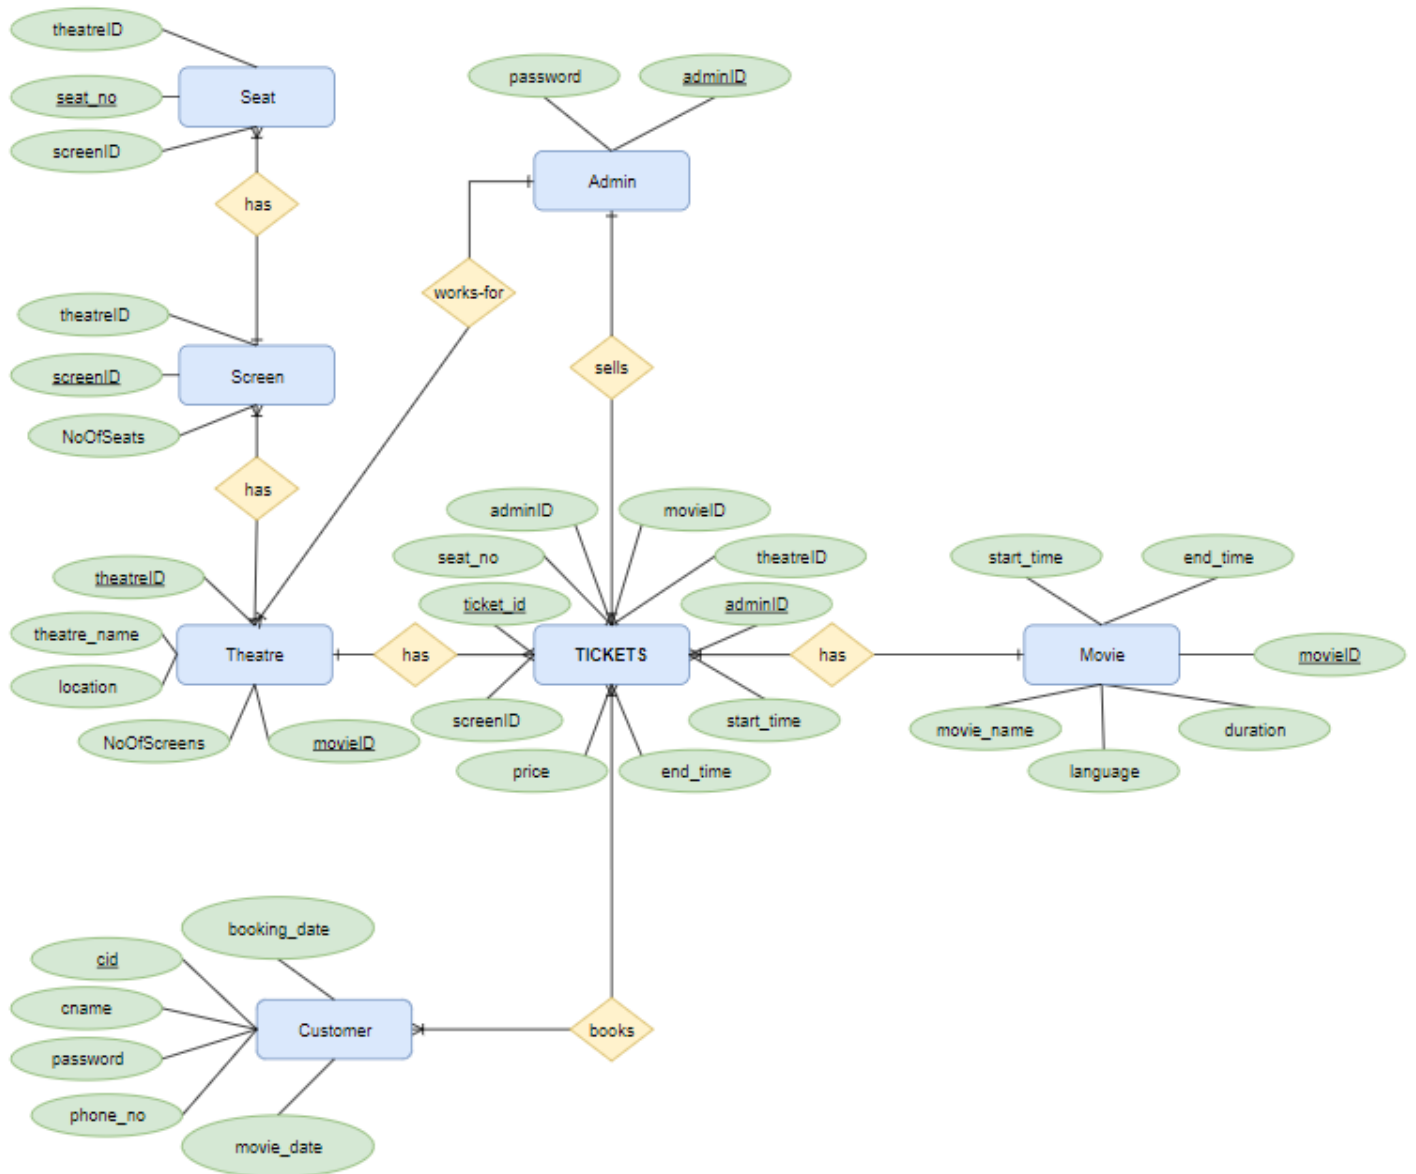 theatreID
seat_no
Seat
screenID
password
adminID
Admin
has
works-for
theatreID
screenID
Screen
NoOfSeats
sells
has
adminID
movieID
seat_no
theatreID
start_time
end_time
theatreID
ticket_id
adminID
theatre_name
Theatre
has
TICKETS
has
Movie
movieID
location
screenID
start_time
movie_name
duration
NoOfScreens
movieID
price
end_time
language
booking_date
cid
cname
Customer
books
password
phone_no
movie_date